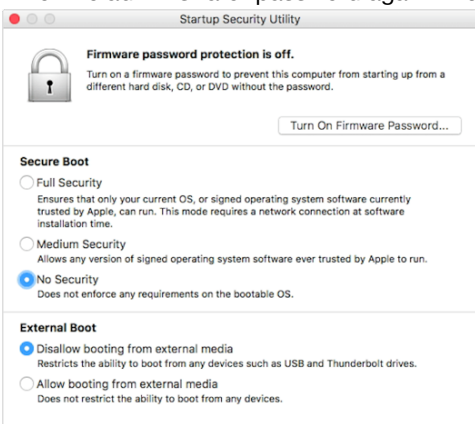 Startup Security Utility
Firmware password protection is off.
Turn on a firmware password to prevent this computer from starting up from a
different hard disk, CD, or DVD without the password.
Turn On Firmware Password...
Secure Boot
Full Security
Ensures that only your current OS, or signed operating system software currently
trusted by Apple, can run. This mode requires a network connection at software
installation time.
Medium Security
Allows any version of signed operating system software ever trusted by Apple to run.
No Security
Does not enforce any requirements on the bootable OS.
External Boot
Disallow booting from external media
Restricts the ability to boot from any devices such as USB and Thunderbolt drives.
Allow booting from external media
Does not restrict the ability to boot from any devices.